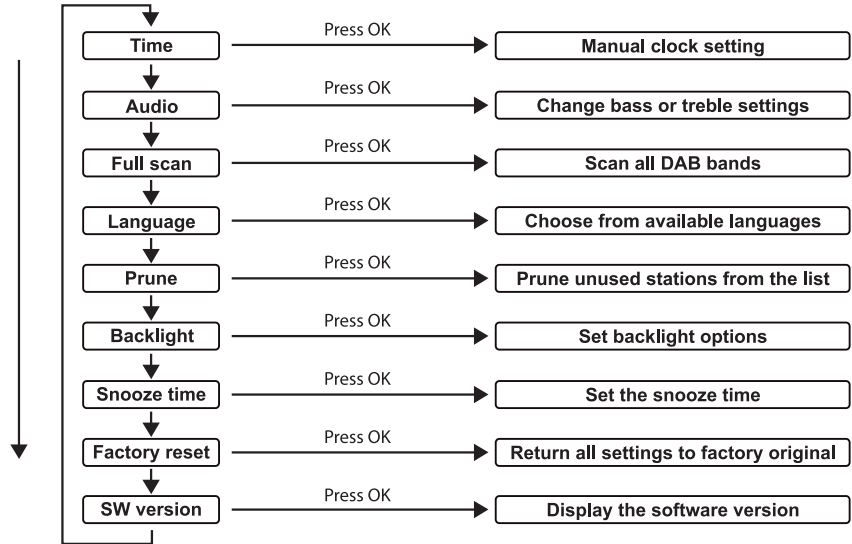 Time Press OK Manual clock setting
Audio Press OK Change bass or treble settings
Full scan Press OK Scan all DAB bands
Language Press OK Choose from available languages
Prune Press OK Prune unused stations from the list
Backlight Press OK Set backlight options
Snooze time Press OK Set the snooze time
Factory reset Press OK Return all settings to factory original
SW version Press OK Display the software version